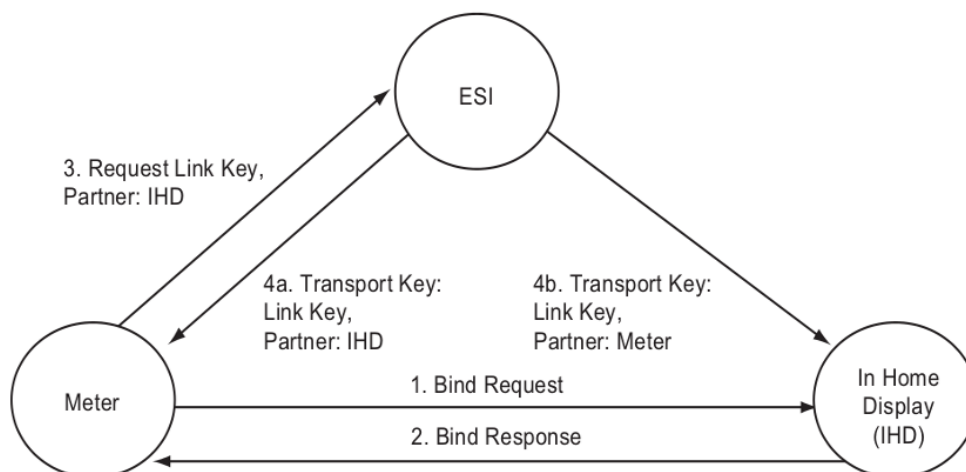 ESI
3. Request Link Key,
Partner: IHD
4a. Transport Key:
Link Key,
Partner: IHD
4b. Transport Key:
Link Key,
Partner: Meter
Meter
1. Bind Request
2. Bind Response
In Home
Display
(IHD)